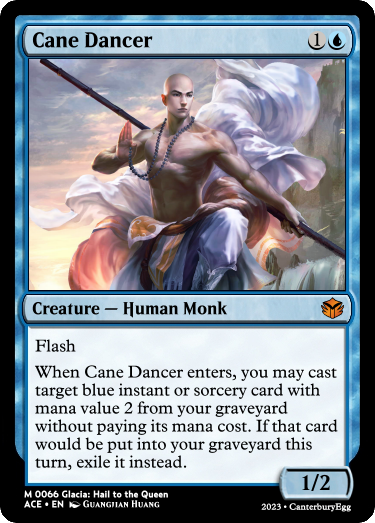 Cane Dancer 1
Creature — Human Monk
Flash
When Cane Dancer enters, you may cast
target blue instant or sorcery card with
mana value 2 from your graveyard
without paying its mana cost. If that card
would be put into your graveyard this
turn, exile it instead.
1/2
M 0066 Glacia: Hail to the Queen
ACE • EN Guangjian Huang
2023 • CanterburyEgg